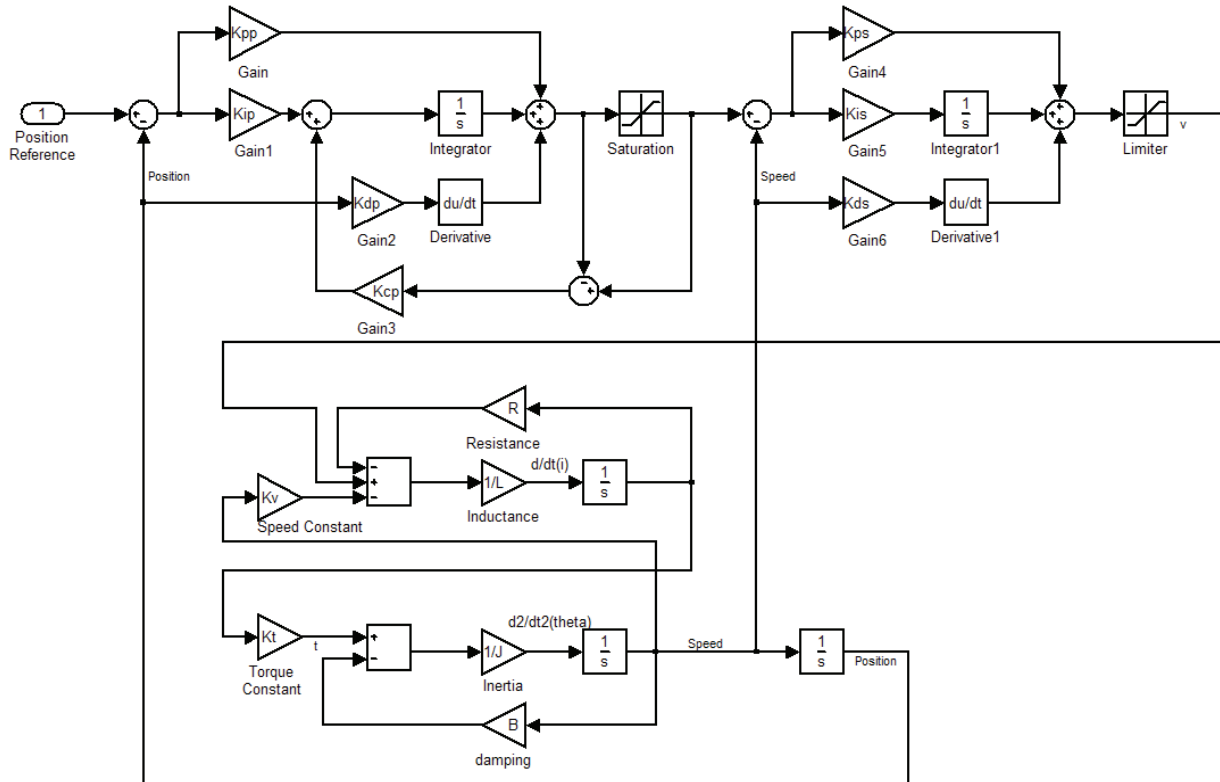 Kpp
Gain
Kps
Gain4
1
Position
Reference
+
-
Kip
Gain1
+
+
1
s
Integrator
+
+
+
Saturation
+
-
Kis
Gain5
1
s
Integrator1
+
+
+
Limiter
v
Position
Kdp
Gain2
du/dt
Derivative
Speed
Kds
Gain6
du/dt
Derivative1
Kcp
Gain3
-
+
R
Resistance
-
+
-
1/L
Inductance
d/dt(i)
1
s
Kv
Speed Constant
Kt
Torque
Constant
t
+
-
1/J
Inertia
d2/dt2(theta)
1
s
Speed
1
s
Position
B
damping